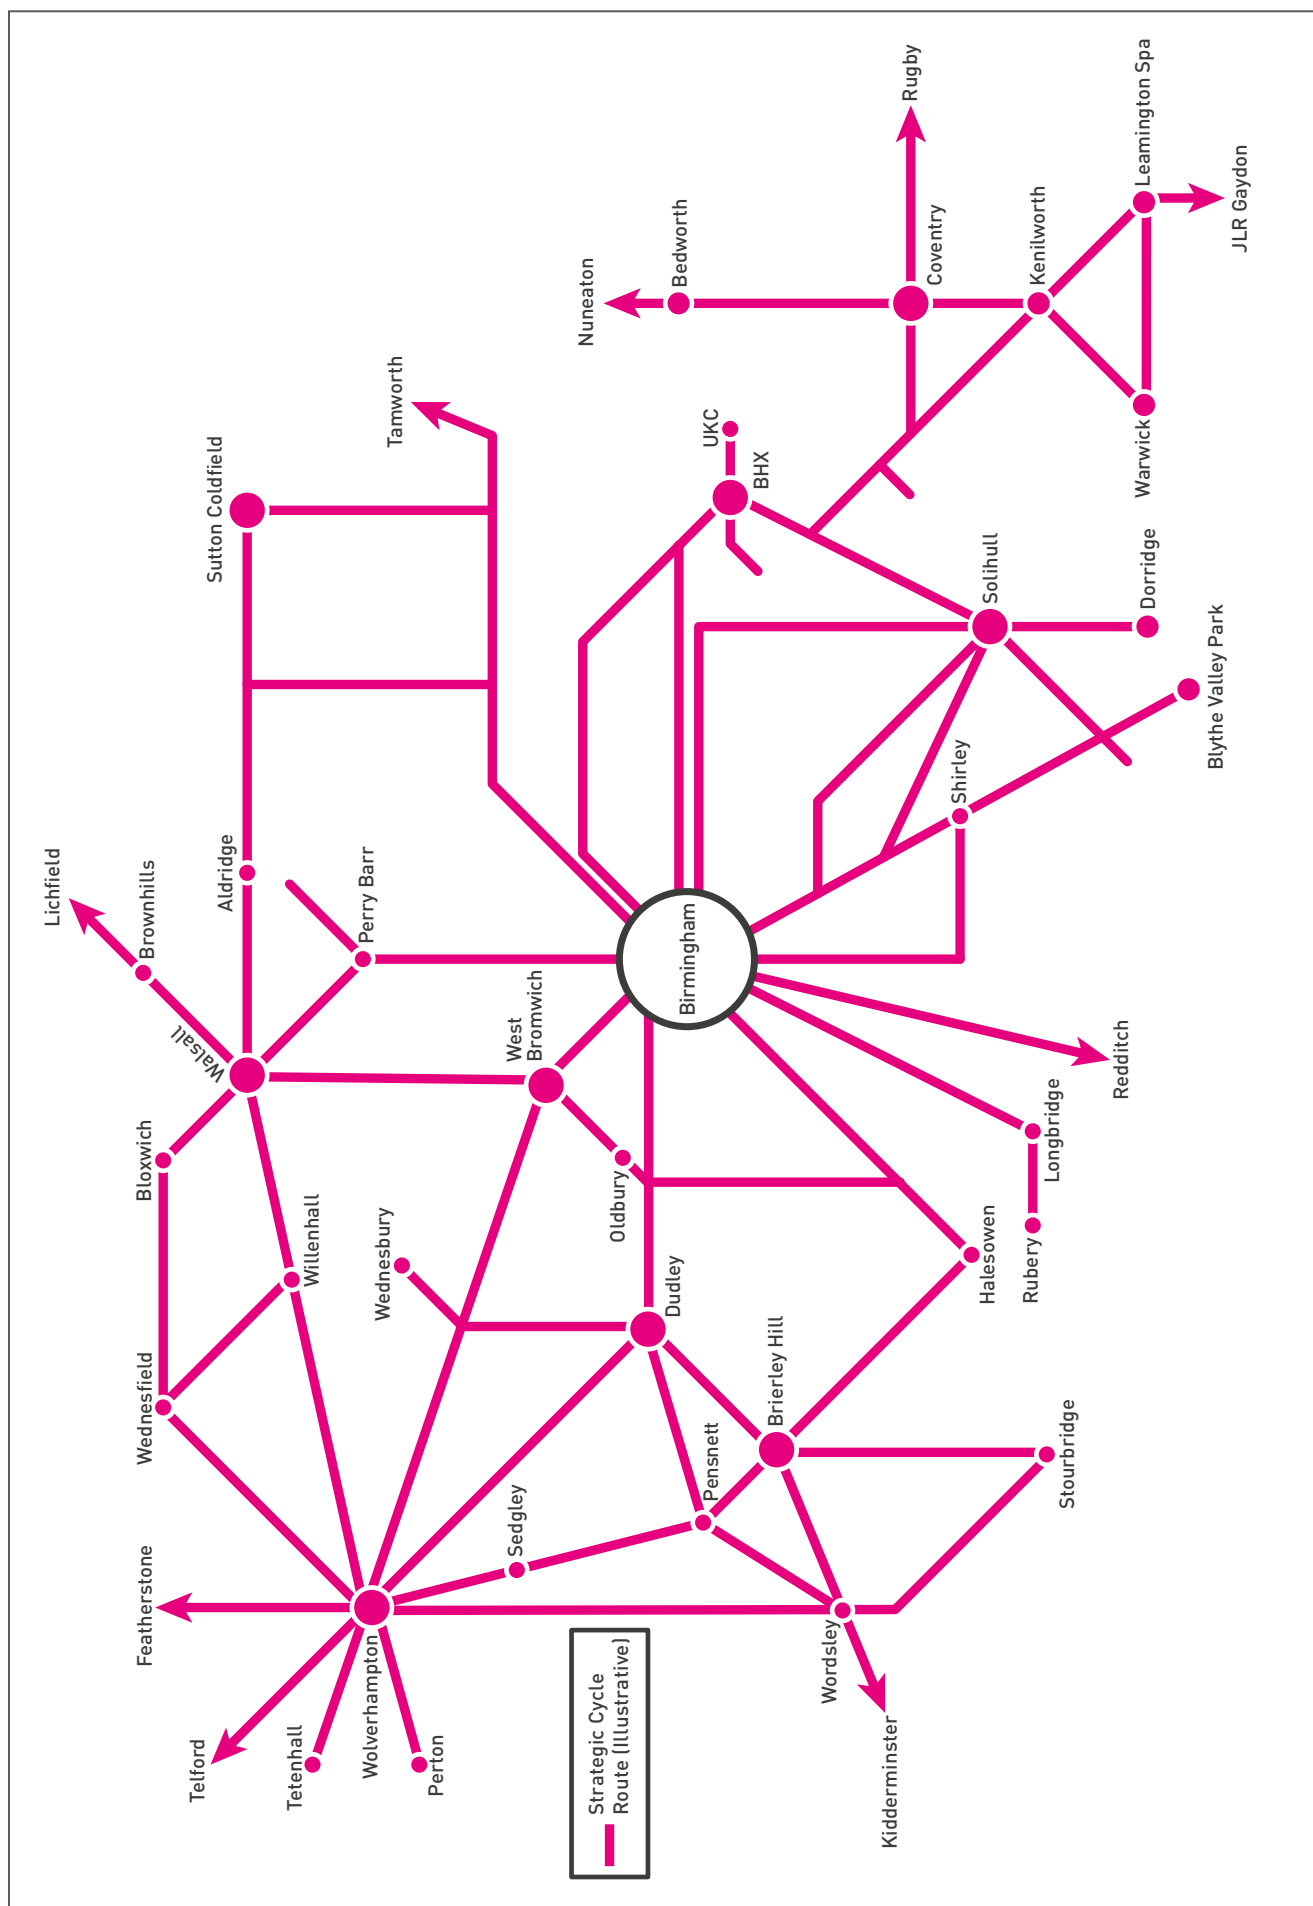 Featherstone
Telford
Tetenhall
Wolverhampton
Perton
Wednesfield
Bloxwich
Willenhall
Walsall
Lichfield
Brownhills
Aldridge
Perry Barr
Sutton Coldfield
Tamworth
Wednesbury
West
Bromwich
Oldbury
Dudley
Sedgley
Pensnett
Brierley Hill
Wordsley
Kidderminster
Stourbridge
Halesowen
Rubery
Longbridge
Redditch
Birmingham
Shirley
Solihull
Dorridge
Blythe Valley Park
UKC
BHX
Nuneaton
Bedworth
Rugby
Coventry
Kenilworth
Leamington Spa
Warwick
JLR Gaydon
Strategic Cycle
Route (Illustrative)